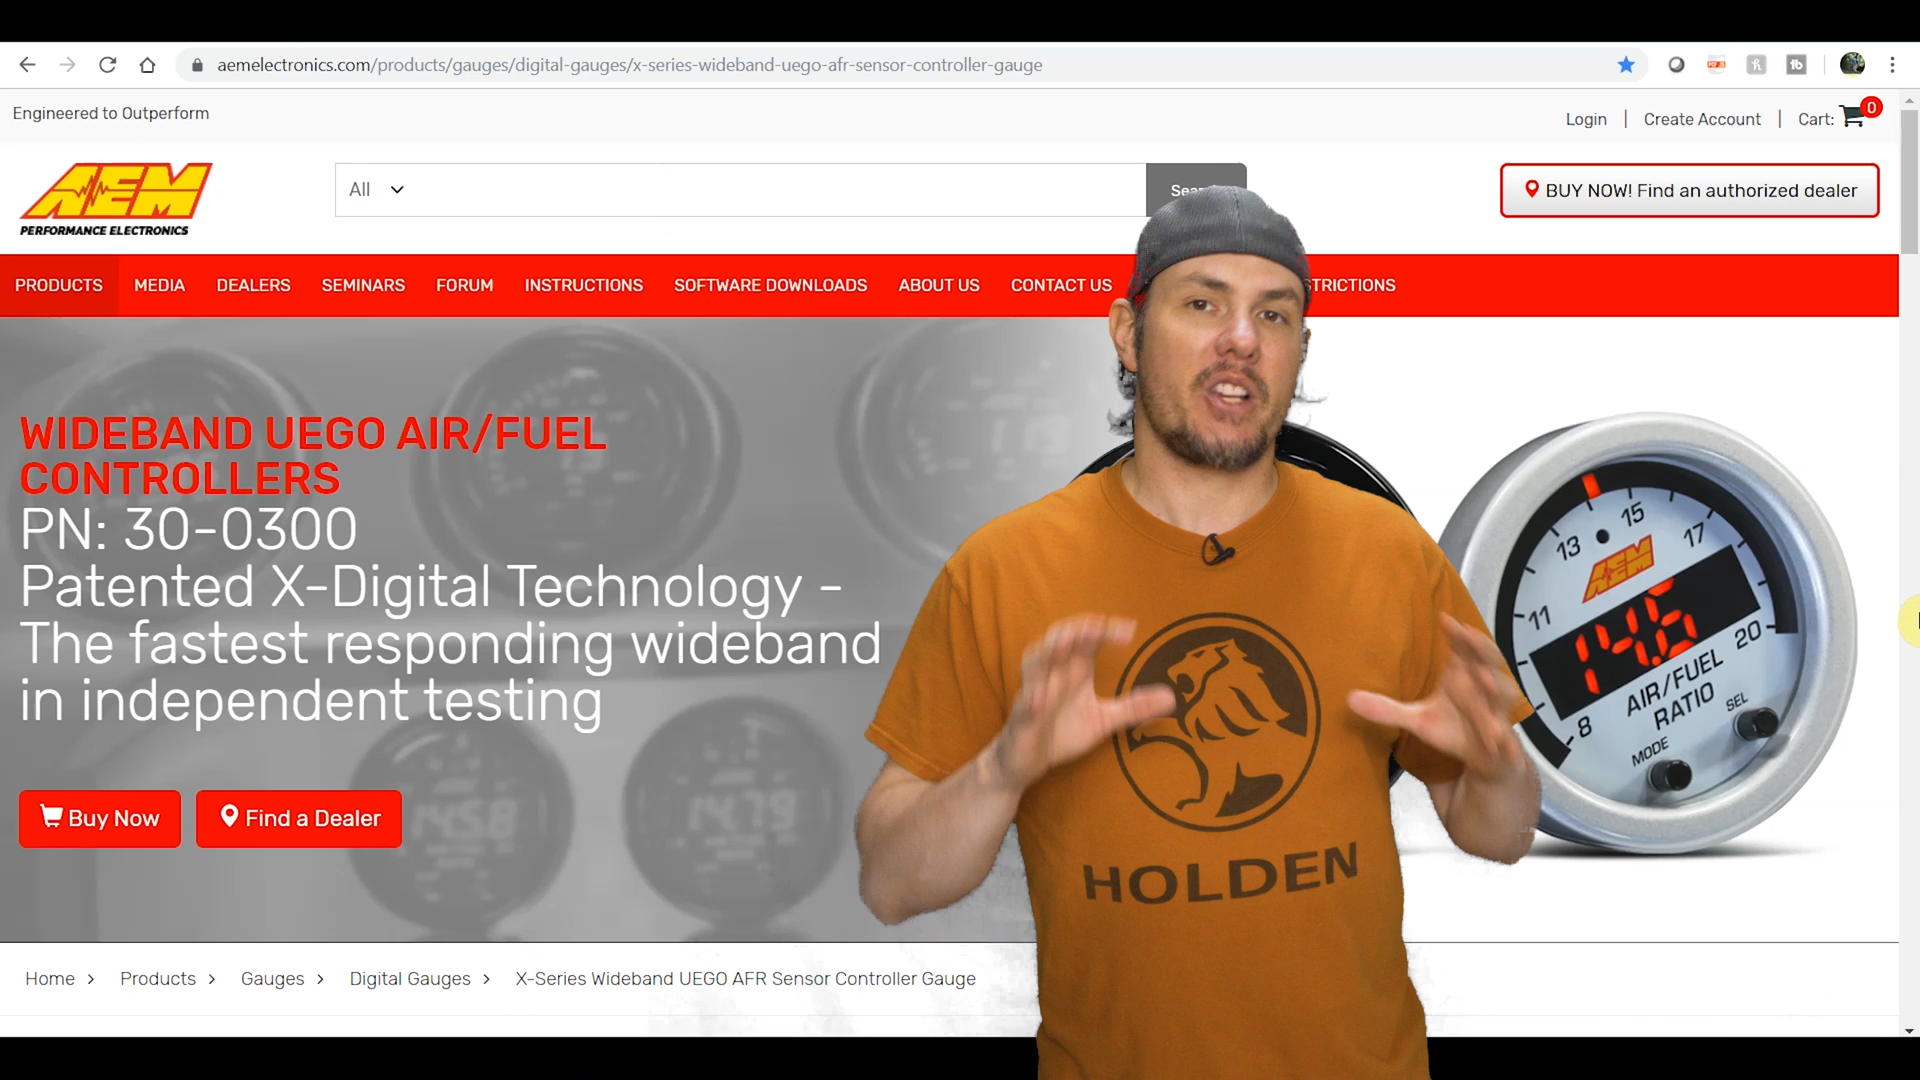 aemelectronics.com/products/gauges/digital-gauges/x-series-wideband-uego-afr-sensor-controller-gauge
Engineered to Outperform
Login | Create Account | Cart: 0
AEM
PERFORMANCE ELECTRONICS
All
BUY NOW! Find an authorized dealer
PRODUCTS MEDIA DEALERS SEMINARS FORUM INSTRUCTIONS SOFTWARE DOWNLOADS ABOUT US CONTACT US
WIDEBAND UEGO AIR/FUEL
CONTROLLERS
PN: 30-0300
Patented X-Digital Technology -
The fastest responding wideband
in independent testing
Buy Now Find a Dealer
8 11 13 15 17 20
AEM
14.6
AIR/FUEL
RATIO
MODE SEL
HOLDEN
Home > Products > Gauges > Digital Gauges > X-Series Wideband UEGO AFR Sensor Controller Gauge